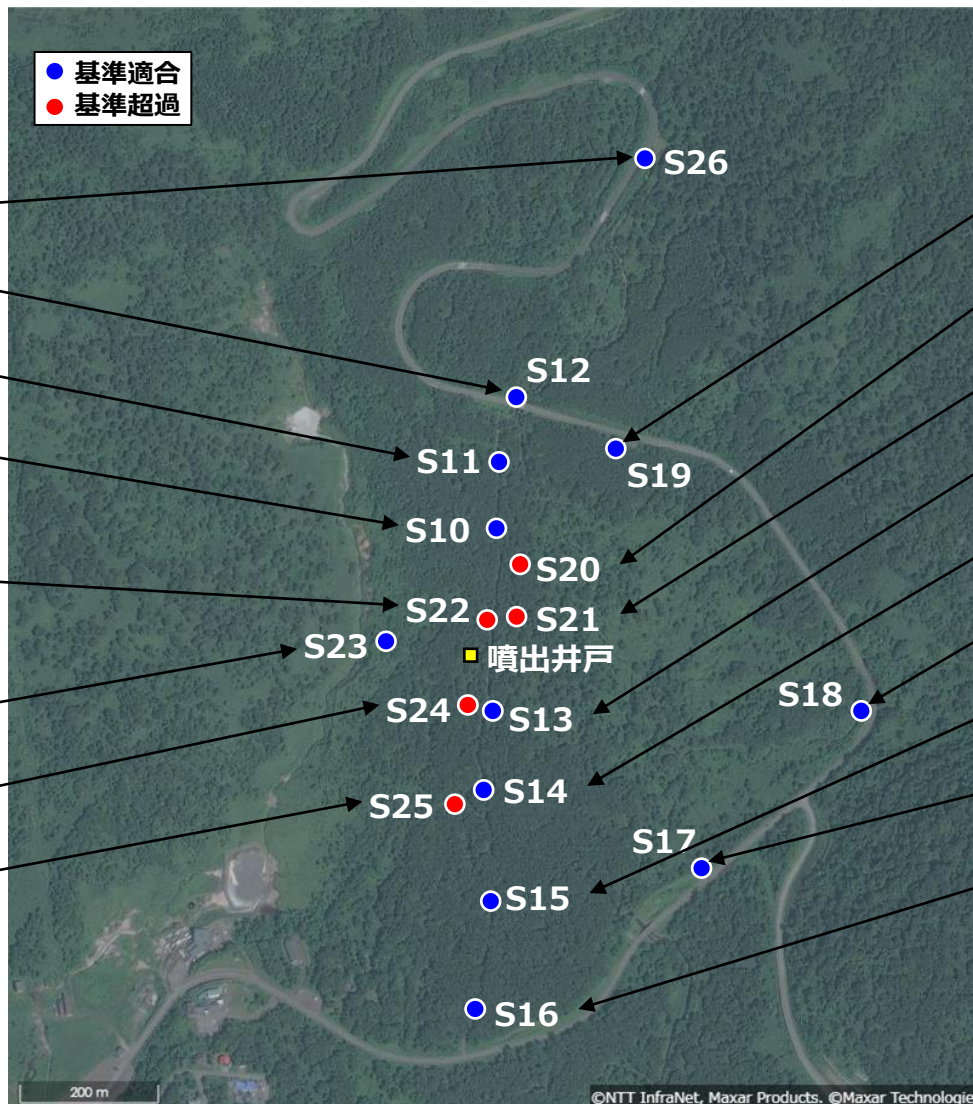 基準適合
基準超過
S26
S12
S11
S19
S10
S20
S22
S21
S23
噴出井戸
S24
S13
S18
S14
S25
S17
S15
S16
200 m
©NTT InfraNet, Maxar Products. ©Maxar Technologie